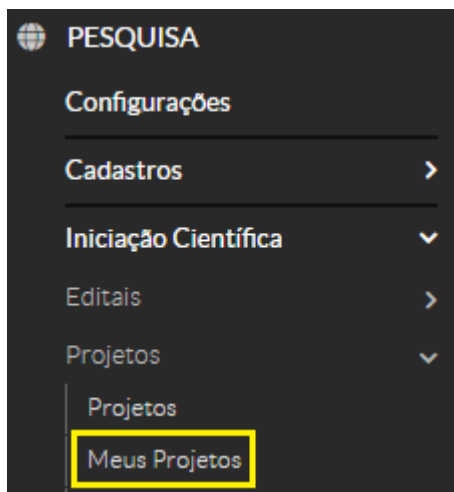 PESQUISA
Configurações
Cadastros
Iniciação Científica
Editais
Projetos
Projetos
Meus Projetos